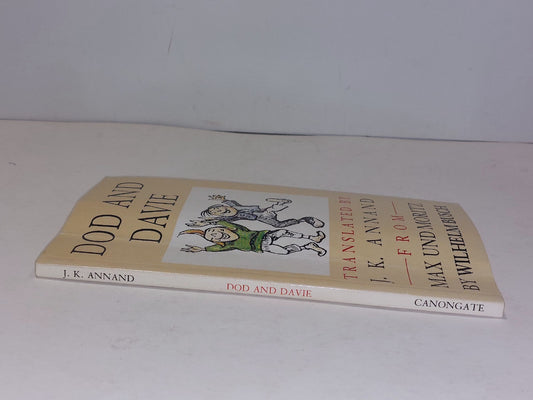 DOD AND
DAVIE
TRANSLATED BY
J. K. ANNAND
—FROM—
MAX UND MORITZ
BY WILHELM BUSCH
J. K. ANNAND
DOD AND DAVIE
CANONGATE